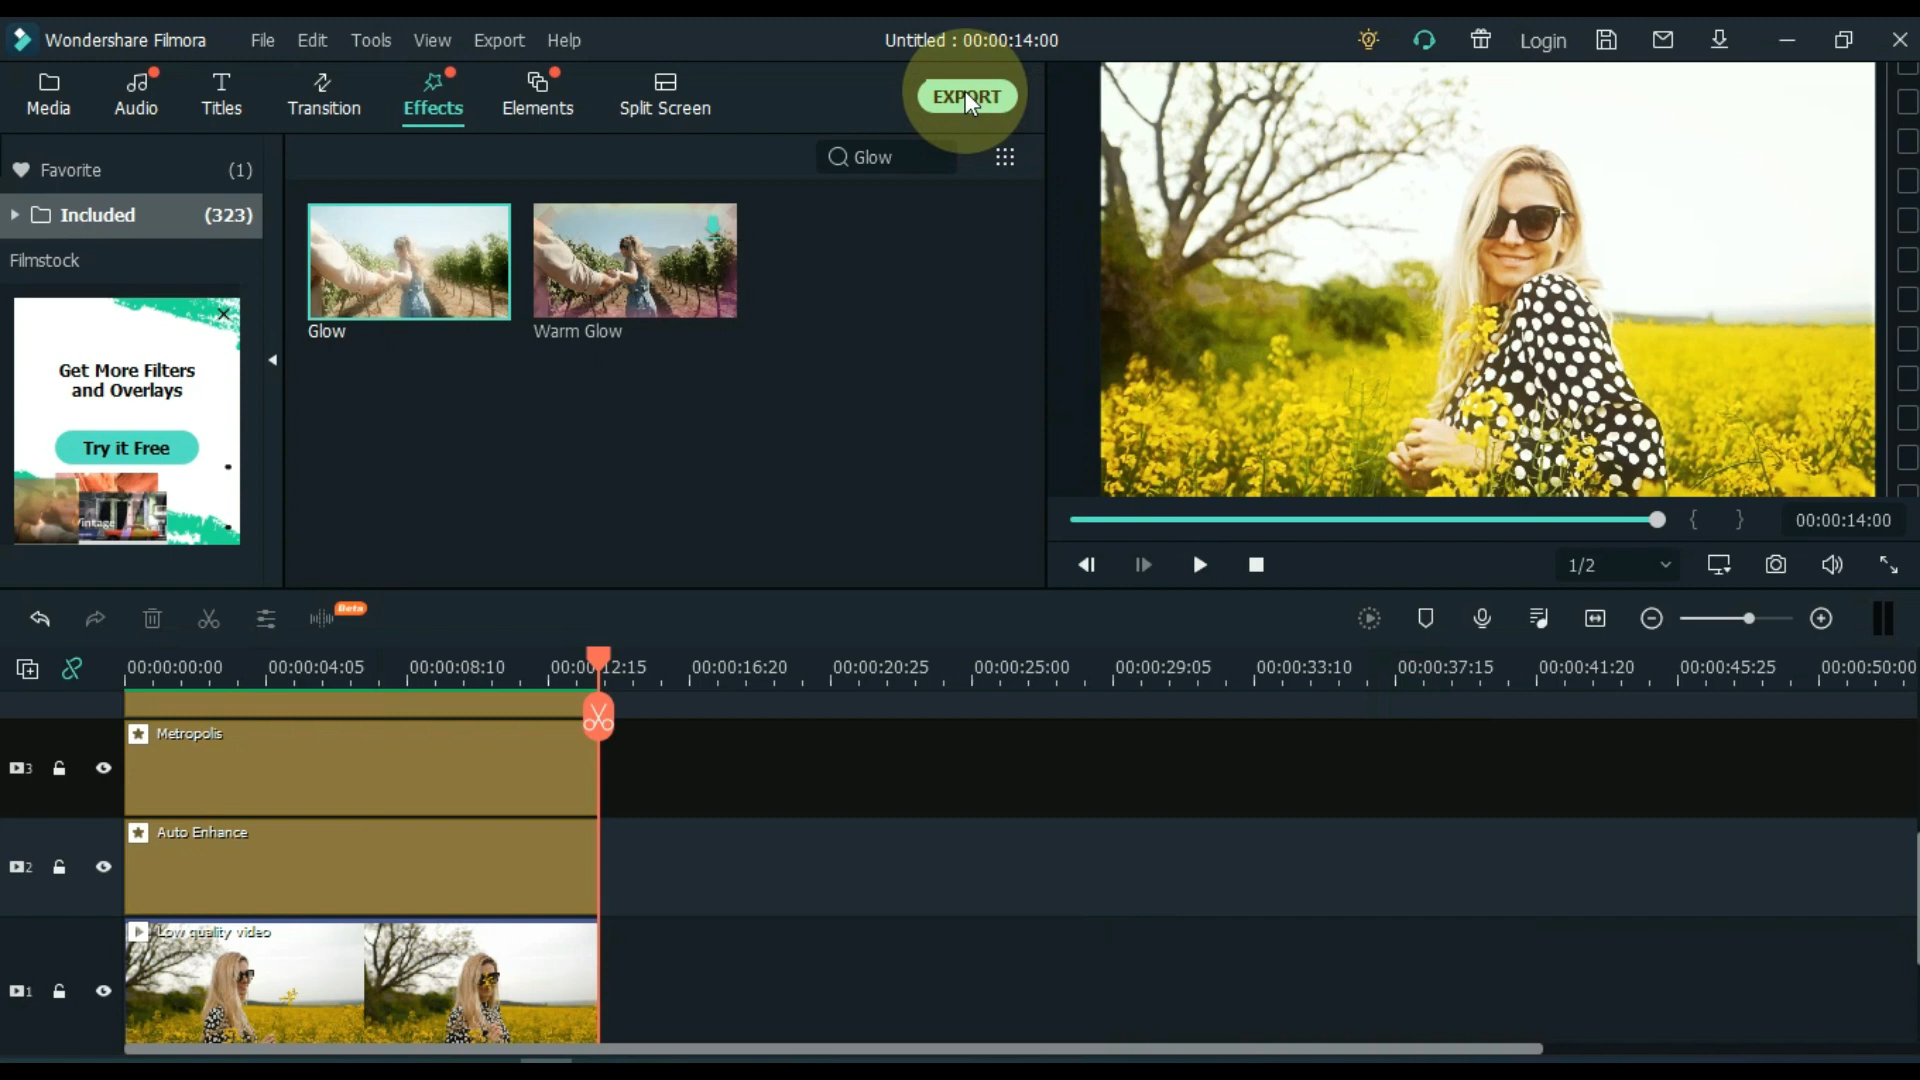 Wondershare Filmora
File Edit Tools View Export Help
Untitled : 00:00:14:00
Login
Media Audio Titles Transition Effects Elements Split Screen
EXPORT
Favorite (1)
Glow
Included (323)
Filmstock
Get More Filters
and Overlays
Try it Free
Vintage
Glow
Warm Glow
00:00:14:00
1/2
Beta
00:00:00:00 00:00:04:05 00:00:08:10 00:00:12:15 00:00:16:20 00:00:20:25 00:00:25:00 00:00:29:05 00:00:33:10 00:00:37:15 00:00:41:20 00:00:45:25 00:00:50:00
Metropolis
3
Auto Enhance
2
Low quality video
1